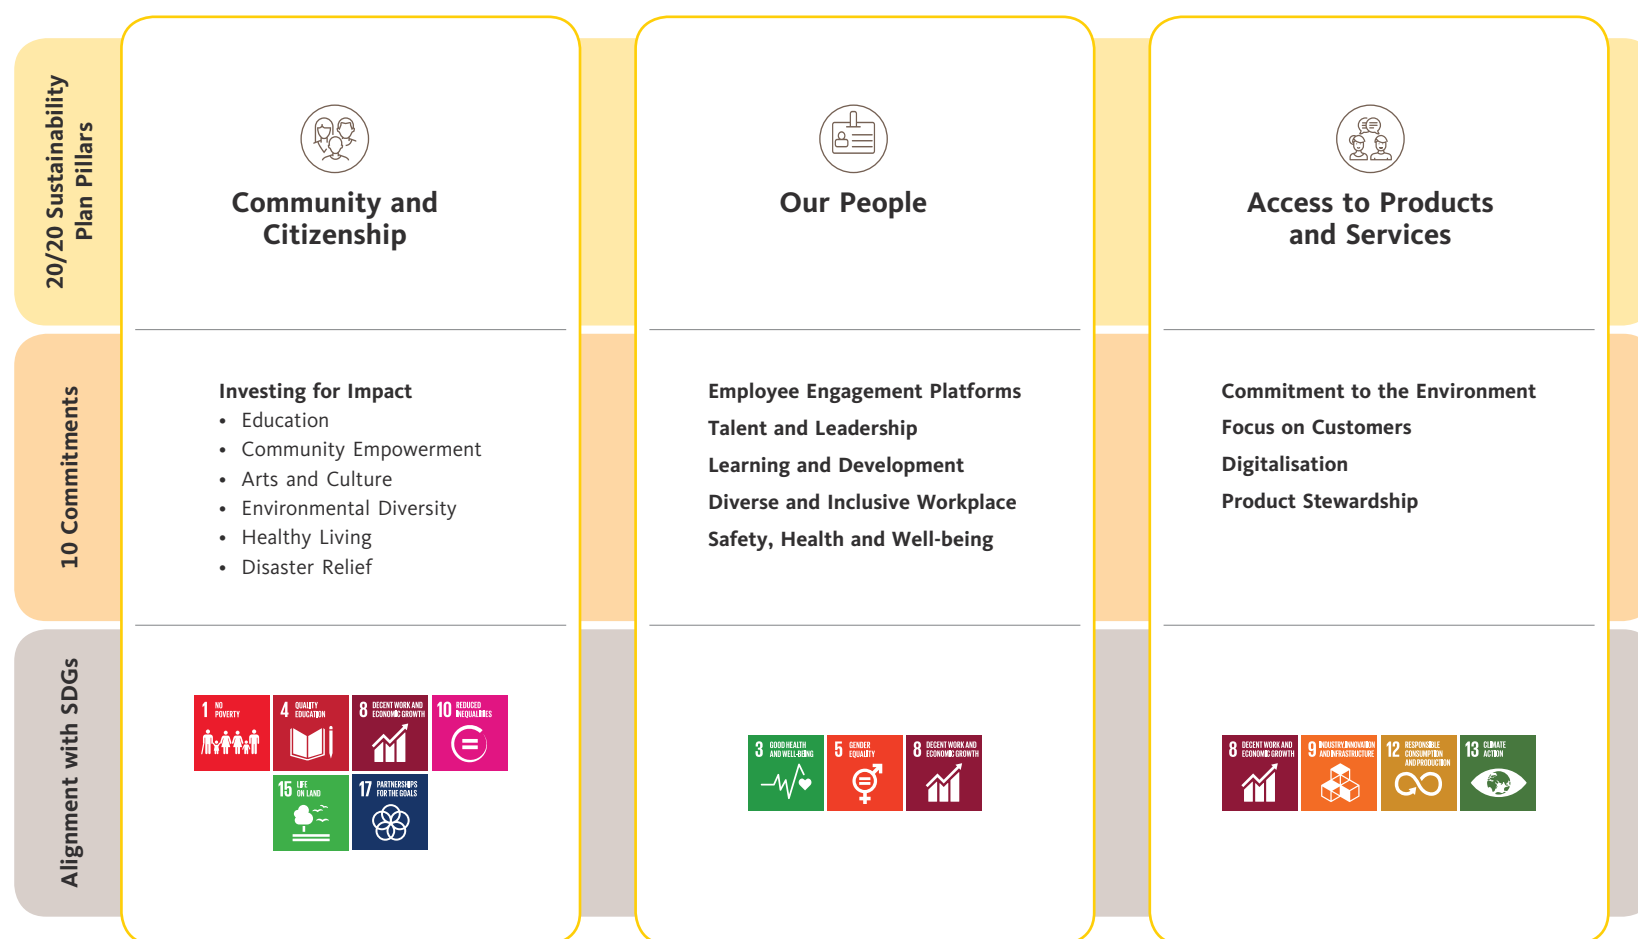 20/20 Sustainability
Plan Pillars
Community and
Citizenship
Our People
Access to Products
and Services
10 Commitments
Investing for Impact
• Education
• Community Empowerment
• Arts and Culture
• Environmental Diversity
• Healthy Living
• Disaster Relief
Employee Engagement Platforms
Talent and Leadership
Learning and Development
Diverse and Inclusive Workplace
Safety, Health and Well-being
Commitment to the Environment
Focus on Customers
Digitalisation
Product Stewardship
Alignment with SDGs
1 NO
POVERTY
4 QUALITY
EDUCATION
8 DECENT WORK AND
ECONOMIC GROWTH
10 REDUCED
INEQUALITIES
15 LIFE
ON LAND
17 PARTNERSHIPS
FOR THE GOALS
3 GOOD HEALTH
AND WELL-BEING
5 GENDER
EQUALITY
8 DECENT WORK AND
ECONOMIC GROWTH
8 DECENT WORK AND
ECONOMIC GROWTH
9 INDUSTRY, INNOVATION
AND INFRASTRUCTURE
12 RESPONSIBLE
CONSUMPTION
AND PRODUCTION
13 CLIMATE
ACTION